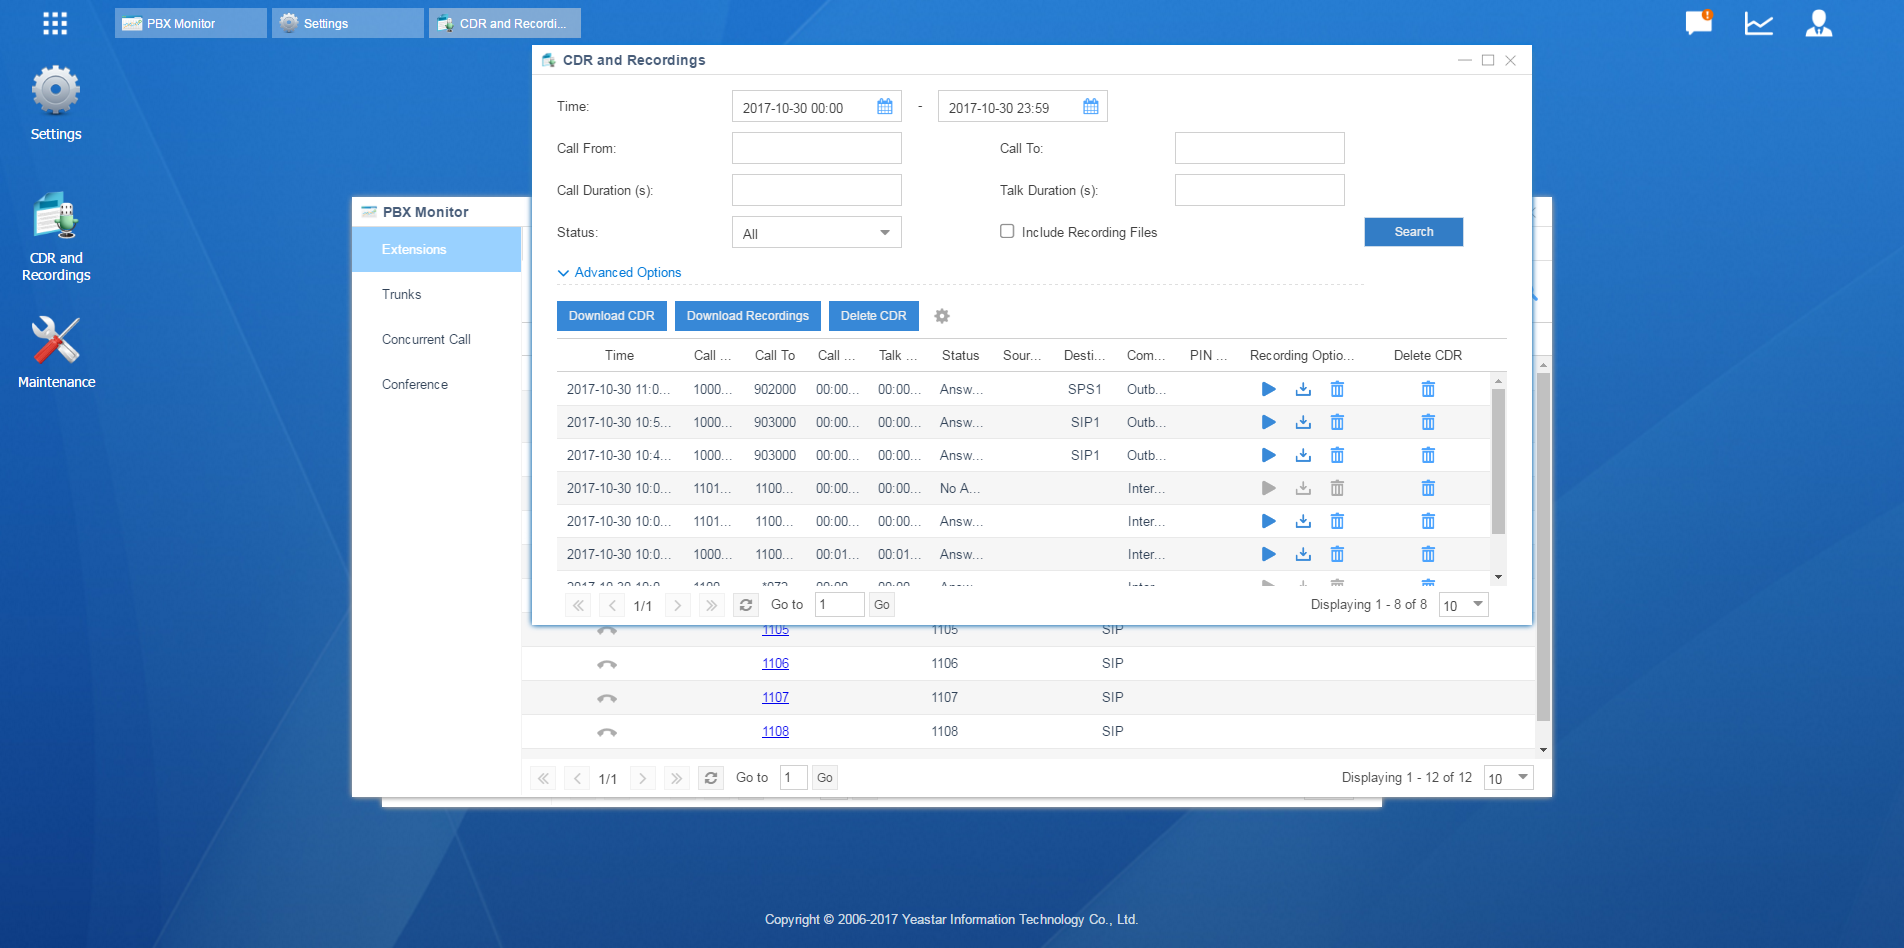 PBX Monitor
Settings
CDR and Recordi...
Settings
CDR and
Recordings
Maintenance
CDR and Recordings
Time:
2017-10-30 00:00
-
2017-10-30 23:59
Call From:
Call To:
Call Duration (s):
Talk Duration (s):
Status:
All
Include Recording Files
Search
Advanced Options
Download CDR
Download Recordings
Delete CDR
Time Call ... Call To Call ... Talk ... Status Sour... Desti... Com... PIN ... Recording Optio... Delete CDR
2017-10-30 11:0... 1000... 902000 00:00... 00:00... Answ... SPS1 Outb...
2017-10-30 10:5... 1000... 903000 00:00... 00:00... Answ... SIP1 Outb...
2017-10-30 10:4... 1000... 903000 00:00... 00:00... Answ... SIP1 Outb...
2017-10-30 10:0... 1101... 1100... 00:00... 00:00... No A... Inter...
2017-10-30 10:0... 1101... 1100... 00:00... 00:00... Answ... Inter...
2017-10-30 10:0... 1000... 1100... 00:01... 00:01... Answ... Inter...
1/1
Go to
1
Go
Displaying 1 - 8 of 8
10
PBX Monitor
Extensions
Trunks
Concurrent Call
Conference
1105 1105 SIP
1106 1106 SIP
1107 1107 SIP
1108 1108 SIP
1/1
Go to
1
Go
Displaying 1 - 12 of 12
10
Copyright © 2006-2017 Yeastar Information Technology Co., Ltd.